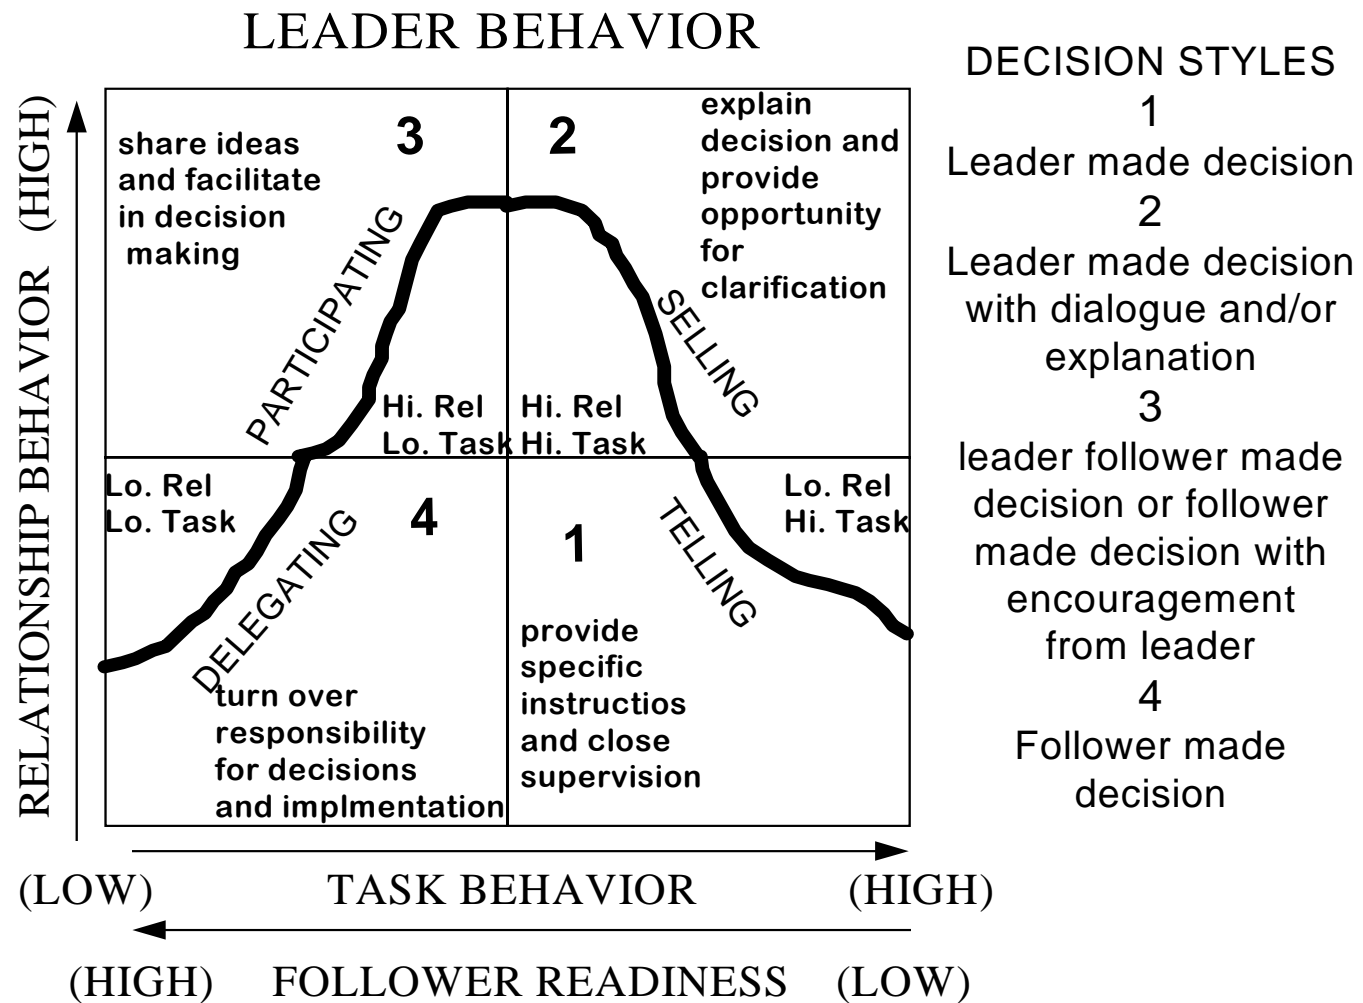 LEADER BEHAVIOR
RELATIONSHIP BEHAVIOR (HIGH)
3
share ideas
and facilitate
in decision
making
PARTICIPATING
Hi. Rel
Lo. Task
2
explain
decision and
provide
opportunity
for
clarification
SELLING
Hi. Rel
Hi. Task
Lo. Rel
Lo. Task
4
DELEGATING
turn over
responsibility
for decisions
and implmentation
1
Lo. Rel
Hi. Task
TELLING
provide
specific
instructios
and close
supervision
(LOW) TASK BEHAVIOR (HIGH)
(HIGH) FOLLOWER READINESS (LOW)
DECISION STYLES
1
Leader made decision
2
Leader made decision
with dialogue and/or
explanation
3
leader follower made
decision or follower
made decision with
encouragement
from leader
4
Follower made
decision